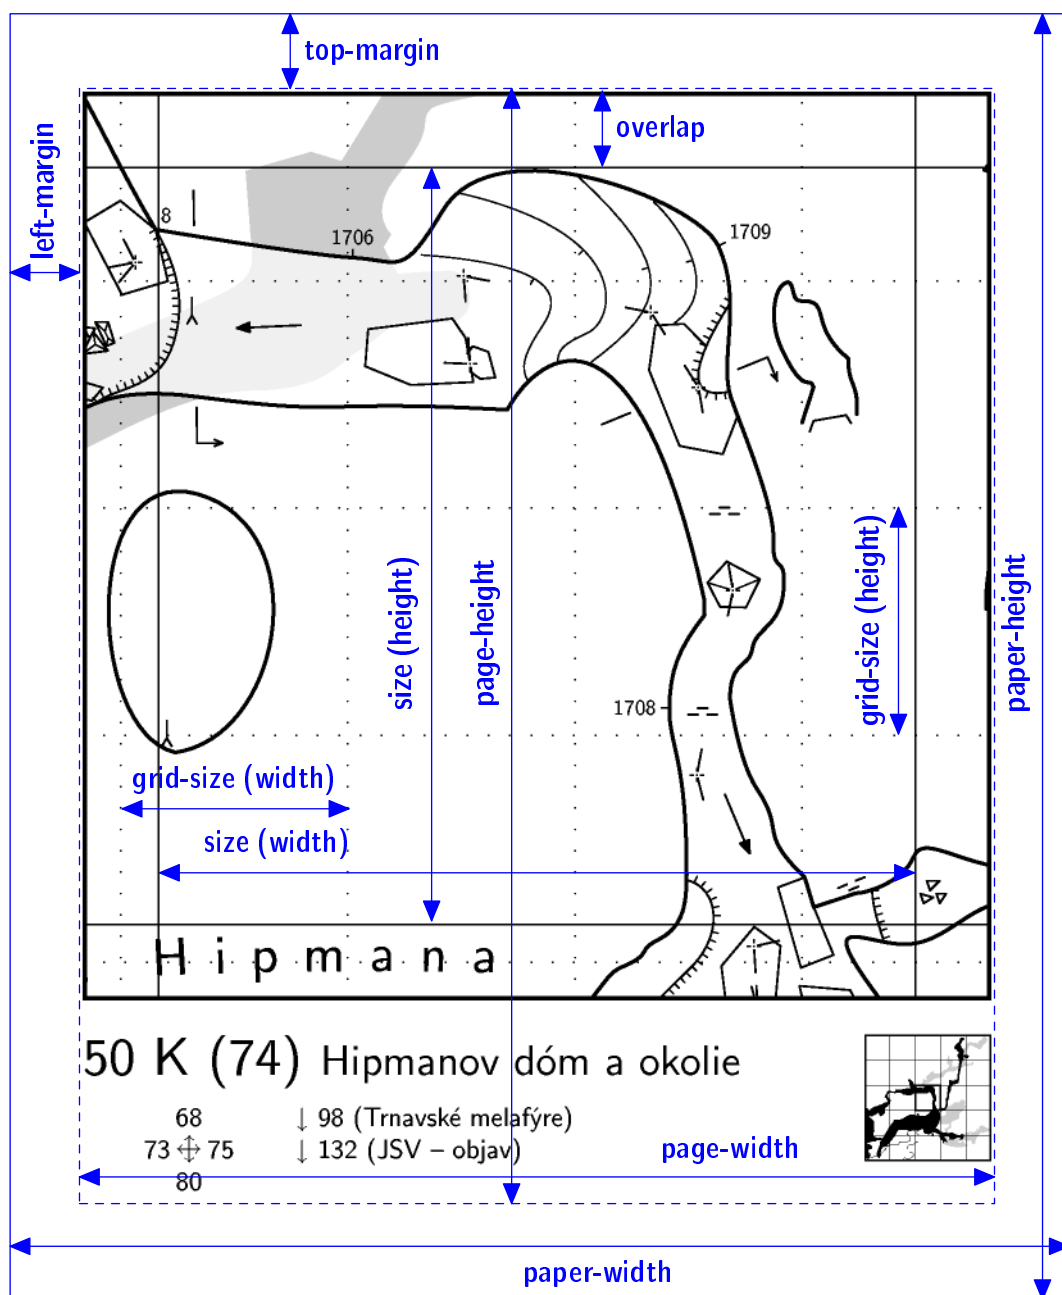 top-margin
overlap
left-margin
8
1706
1709
size (height)
page-height
grid-size (height)
paper-height
1708
grid-size (width)
size (width)
Hipmana
50 K (74) Hipmanov dóm a okolie
68
↓ 98 (Trnavské melafýre)
73 75
↓ 132 (JSV – objav)
80
page-width
paper-width